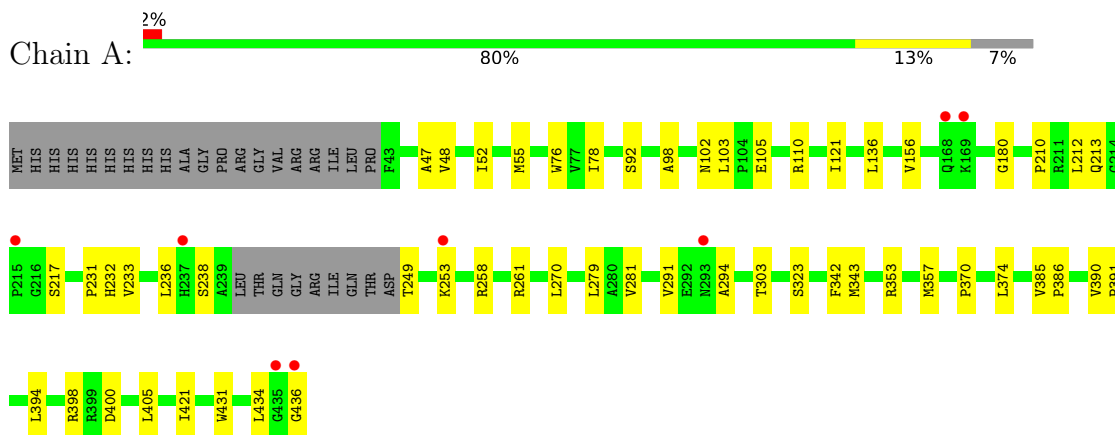 2%
Chain A:
80% 13% 7%
MET HIS HIS HIS HIS HIS HIS HIS HIS ALA GLY PRO ARG GLY VAL ARG ARG ILE LEU PRO F43 A47 V48 I52 M55 W76 V77 I78 S92 A98 N102 L103 P104 E105 R110 I121 L136 V156 Q168 K169 G180 P210 R211 L212 Q213
P215 G216 S217 P231 H232 V233 L236 H237 S238 A239 LEU THR GLN GLY ARG ILE GLN THR ASP T249 K253 R258 R261 L270 L279 A280 V281 V291 E292 N293 A294 T303 S323 F342 M343 R353 M357 P370 L374 V385 P386 V390
L394 R398 R399 D400 L405 I421 W431 L434 G435 G436